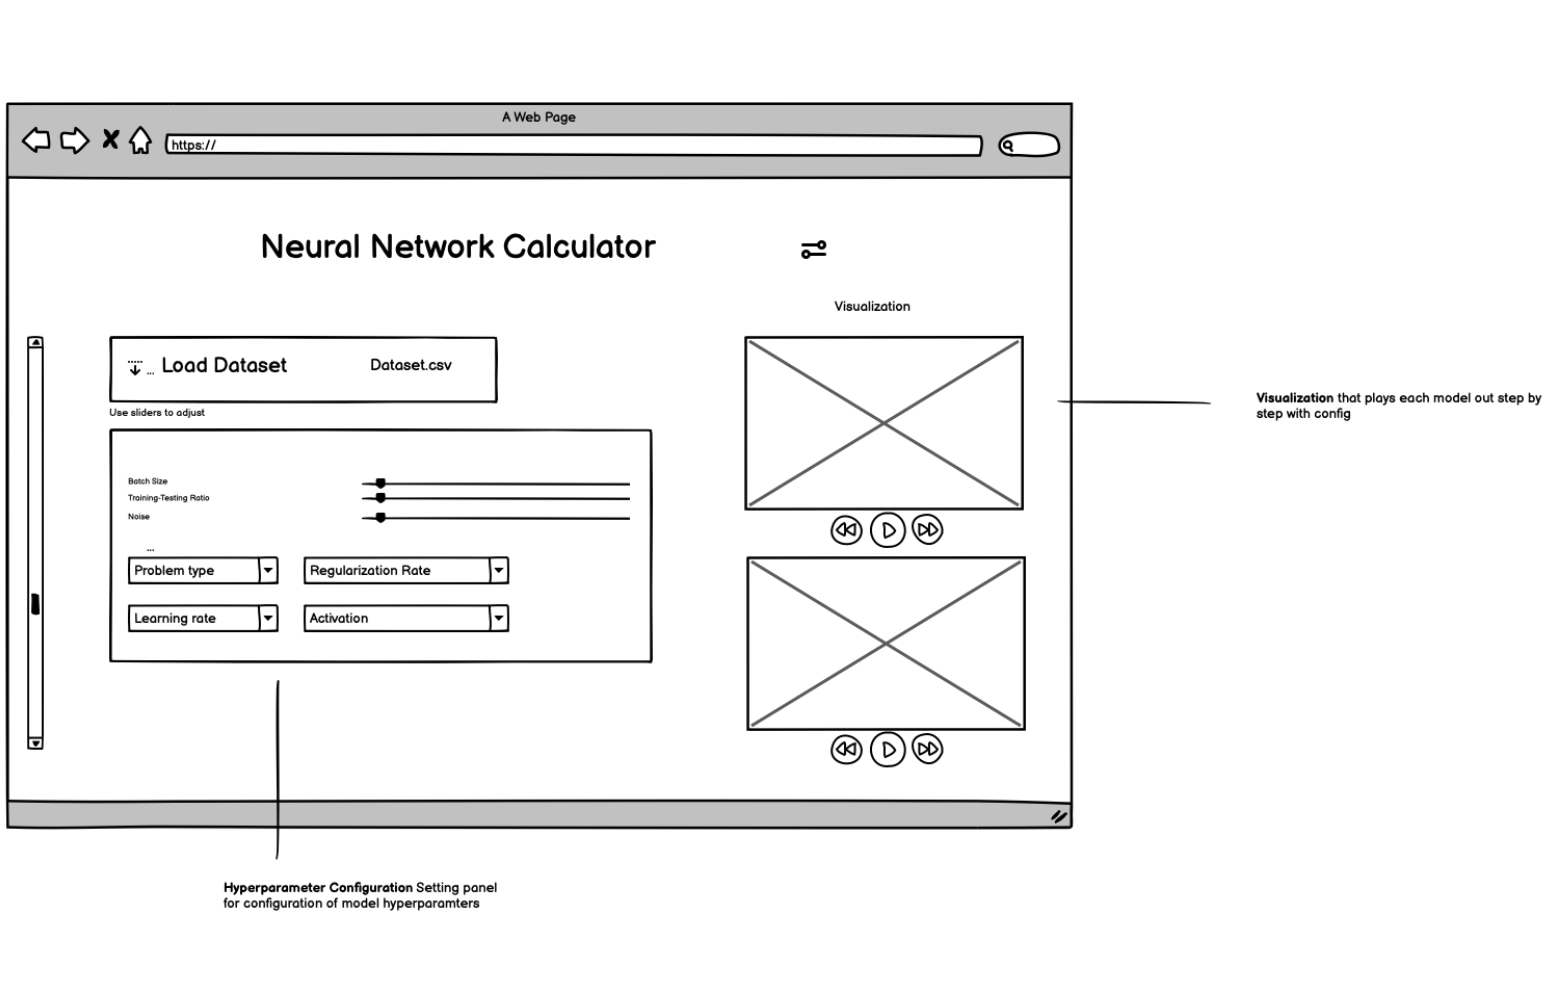 A Web Page
https://
Neural Network Calculator
Visualization
Load Dataset
Dataset.csv
Use sliders to adjust
Batch Size
Training-Testing Ratio
Noise
...
Problem type
Regularization Rate
Learning rate
Activation
Visualization that plays each model out step by
step with config
Hyperparameter Configuration Setting panel
for configuration of model hyperparamters